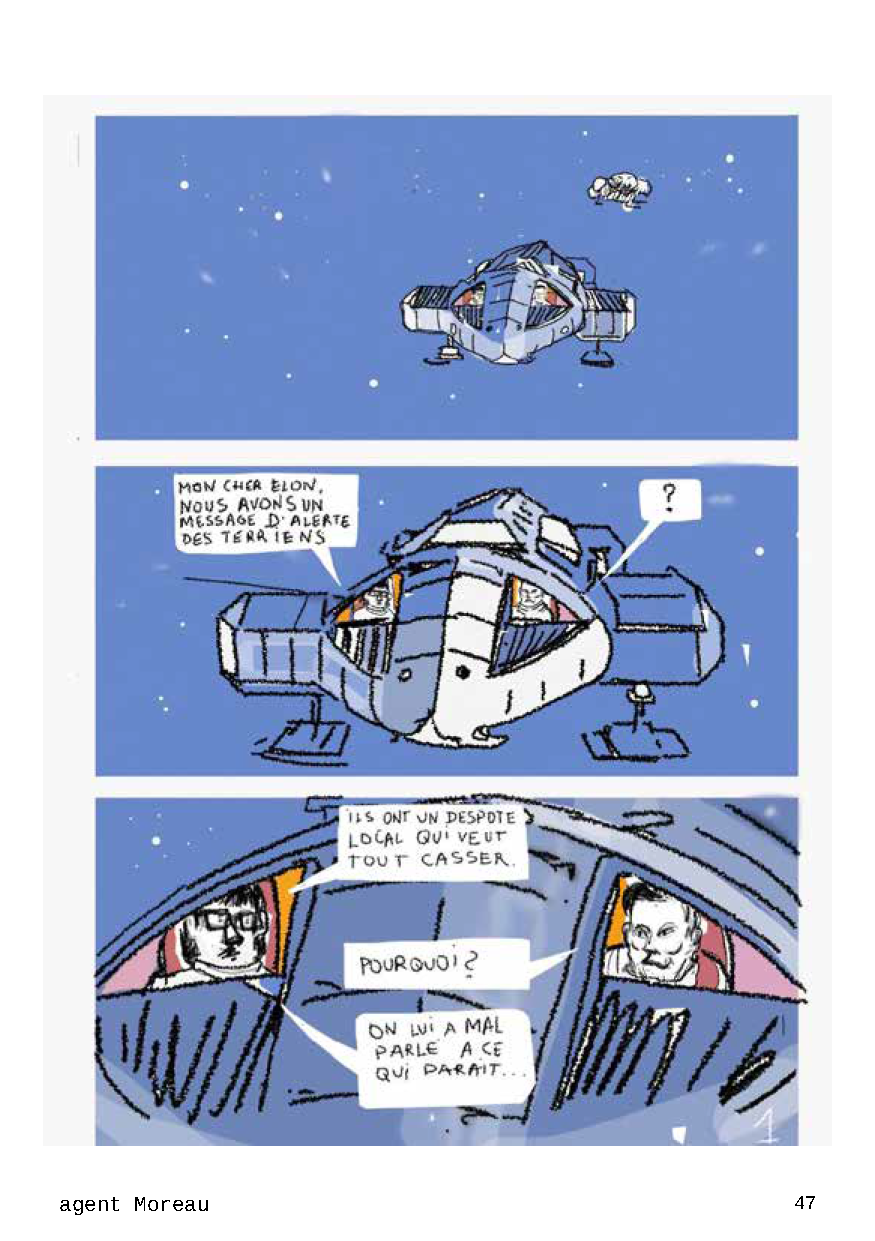 MON CHER ELON,
NOUS AVONS UN
MESSAGE D'ALERTE
DES TERRIENS
?
ILS ONT UN DESPOTE
LOCAL QUI VEUT
TOUT CASSER.
POURQUOI?
ON LUI A MAL
PARLE A CE
QUI PARAIT...
1
agent Moreau
47